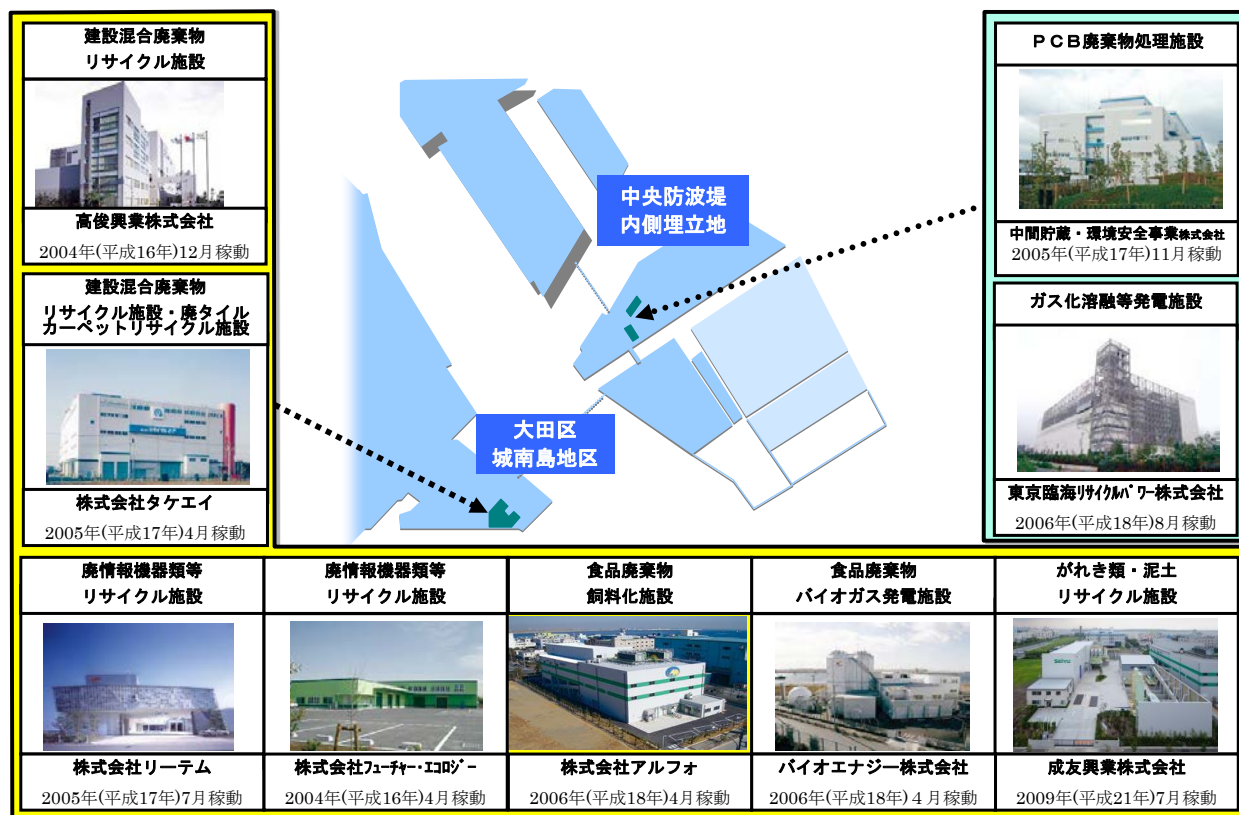 建設混合廃棄物
リサイクル施設
高俊興業株式会社
2004年(平成16年)12月稼動
建設混合廃棄物
リサイクル施設・廃タイル
カーペットリサイクル施設
株式会社タケエイ
2005年(平成17年)4月稼動
中央防波堤
内側埋立地
大田区
城南島地区
ＰＣＢ廃棄物処理施設
中間貯蔵・環境安全事業株式会社
2005年(平成17年)11月稼動
ガス化溶融等発電施設
東京臨海ﾘｻｲｸﾙﾊﾟﾜｰ株式会社
2006年(平成18年)8月稼動
廃情報機器類等
リサイクル施設
株式会社リーテム
2005年(平成17年)7月稼動
廃情報機器類等
リサイクル施設
株式会社ﾌｭｰﾁｬｰ･ｴｺﾛｼﾞｰ
2004年(平成16年)4月稼動
食品廃棄物
飼料化施設
株式会社アルフォ
2006年(平成18年)4月稼動
食品廃棄物
バイオガス発電施設
バイオエナジー株式会社
2006年(平成18年)４月稼動
がれき類・泥土
リサイクル施設
成友興業株式会社
2009年(平成21年)7月稼動